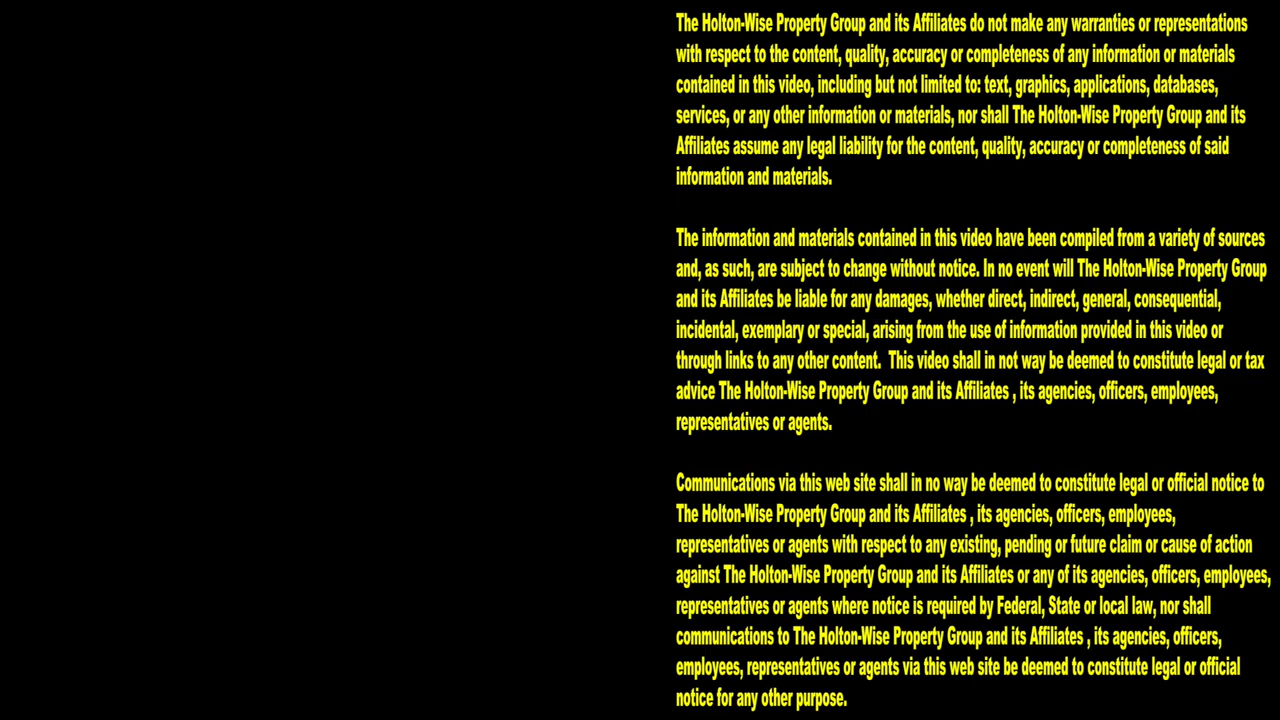 The Holton-Wise Property Group and its Affiliates do not make any warranties or representations
with respect to the content, quality, accuracy or completeness of any information or materials
contained in this video, including but not limited to: text, graphics, applications, databases,
services, or any other information or materials, nor shall The Holton-Wise Property Group and its
Affiliates assume any legal liability for the content, quality, accuracy or completeness of said
information and materials.
The information and materials contained in this video have been compiled from a variety of sources
and, as such, are subject to change without notice. In no event will The Holton-Wise Property Group
and its Affiliates be liable for any damages, whether direct, indirect, general, consequential,
incidental, exemplary or special, arising from the use of information provided in this video or
through links to any other content.  This video shall in not way be deemed to constitute legal or tax
advice The Holton-Wise Property Group and its Affiliates , its agencies, officers, employees,
representatives or agents.
Communications via this web site shall in no way be deemed to constitute legal or official notice to
The Holton-Wise Property Group and its Affiliates , its agencies, officers, employees,
representatives or agents with respect to any existing, pending or future claim or cause of action
against The Holton-Wise Property Group and its Affiliates or any of its agencies, officers, employees,
representatives or agents where notice is required by Federal, State or local law, nor shall
communications to The Holton-Wise Property Group and its Affiliates , its agencies, officers,
employees, representatives or agents via this web site be deemed to constitute legal or official
notice for any other purpose.